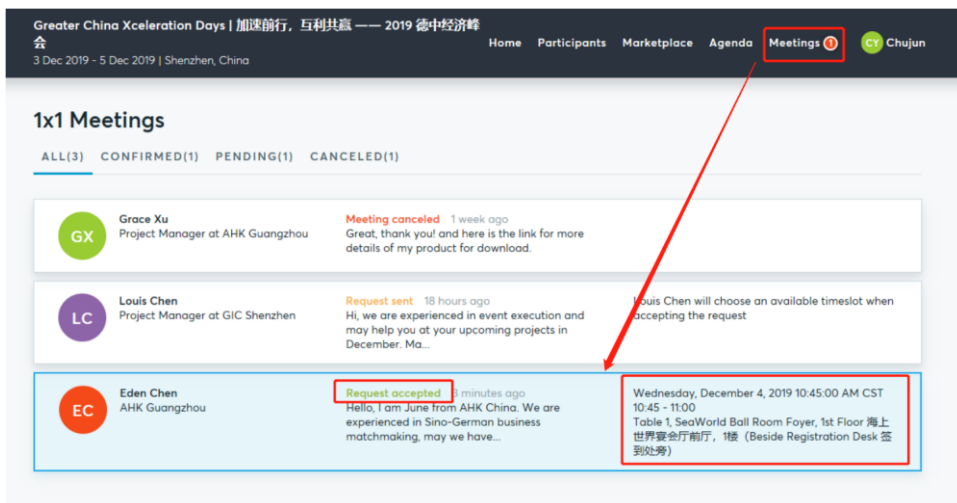 Greater China Xceleration Days | 加速前行，互利共赢 —— 2019 德中经济峰
会
3 Dec 2019 - 5 Dec 2019 | Shenzhen, China
Home Participants Marketplace Agenda Meetings 1 CY Chujun
1x1 Meetings
ALL(3) CONFIRMED(1) PENDING(1) CANCELED(1)
GX
Grace Xu
Project Manager at AHK Guangzhou
Meeting canceled 1 week ago
Great, thank you! and here is the link for more
details of my product for download.
LC
Louis Chen
Project Manager at GIC Shenzhen
Request sent 18 hours ago
Hi, we are experienced in event execution and
may help you at your upcoming projects in
December. Ma...
Louis Chen will choose an available timeslot when
accepting the request
EC
Eden Chen
AHK Guangzhou
Request accepted minutes ago
Hello, I am June from AHK China. We are
experienced in Sino-German business
matchmaking, may we have...
Wednesday, December 4, 2019 10:45:00 AM CST
10:45 - 11:00
Table 1, SeaWorld Ball Room Foyer, 1st Floor 海上
世界宴会厅前厅，1楼（Beside Registration Desk 签
到处旁）